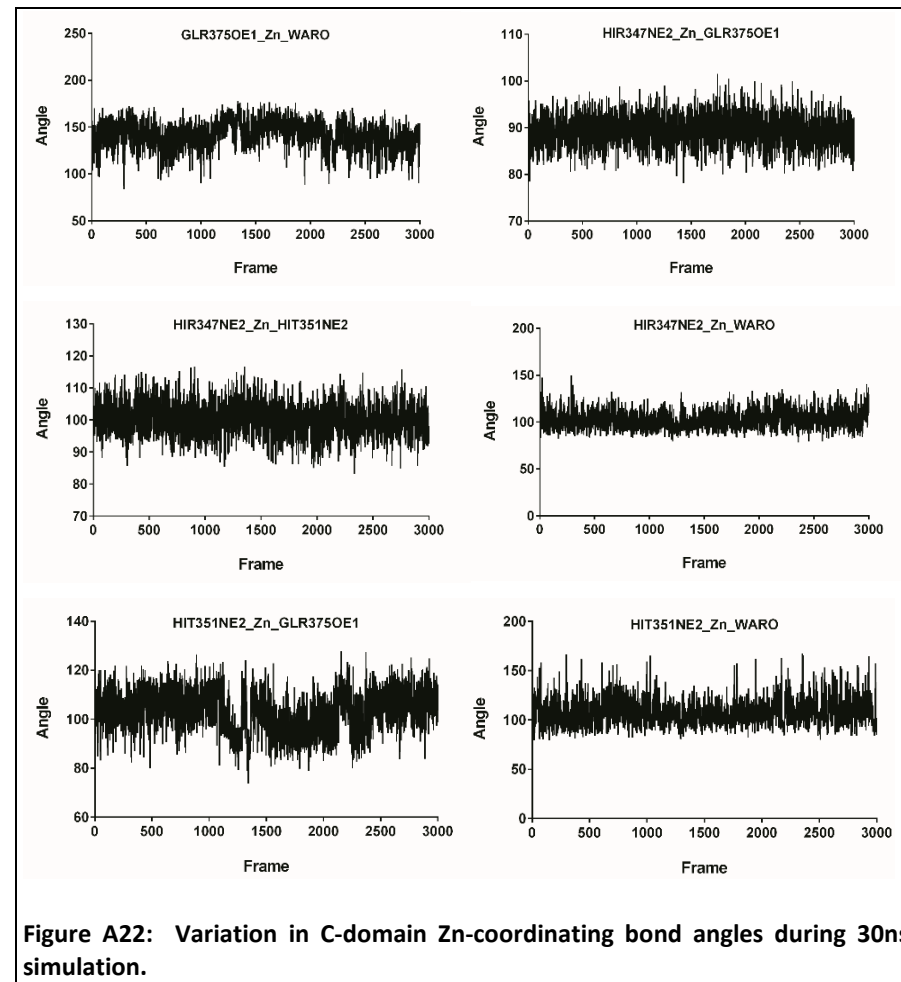 GLR375OE1_Zn_WARO
250
200
150
100
50
Angle
0 500 1000 1500 2000 2500 3000
Frame
HIR347NE2_Zn_GLR375OE1
110
100
90
80
70
Angle
0 500 1000 1500 2000 2500 3000
Frame
HIR347NE2_Zn_HIT351NE2
130
120
110
100
90
80
70
Angle
0 500 1000 1500 2000 2500 3000
Frame
HIR347NE2_Zn_WARO
200
150
100
50
0
Angle
0 500 1000 1500 2000 2500 3000
Frame
HIT351NE2_Zn_GLR375OE1
140
120
100
80
60
Angle
0 500 1000 1500 2000 2500 3000
Frame
HIT351NE2_Zn_WARO
200
150
100
50
0
Angle
0 500 1000 1500 2000 2500 3000
Frame
Figure A22: Variation in C-domain Zn-coordinating bond angles during 30ns
simulation.